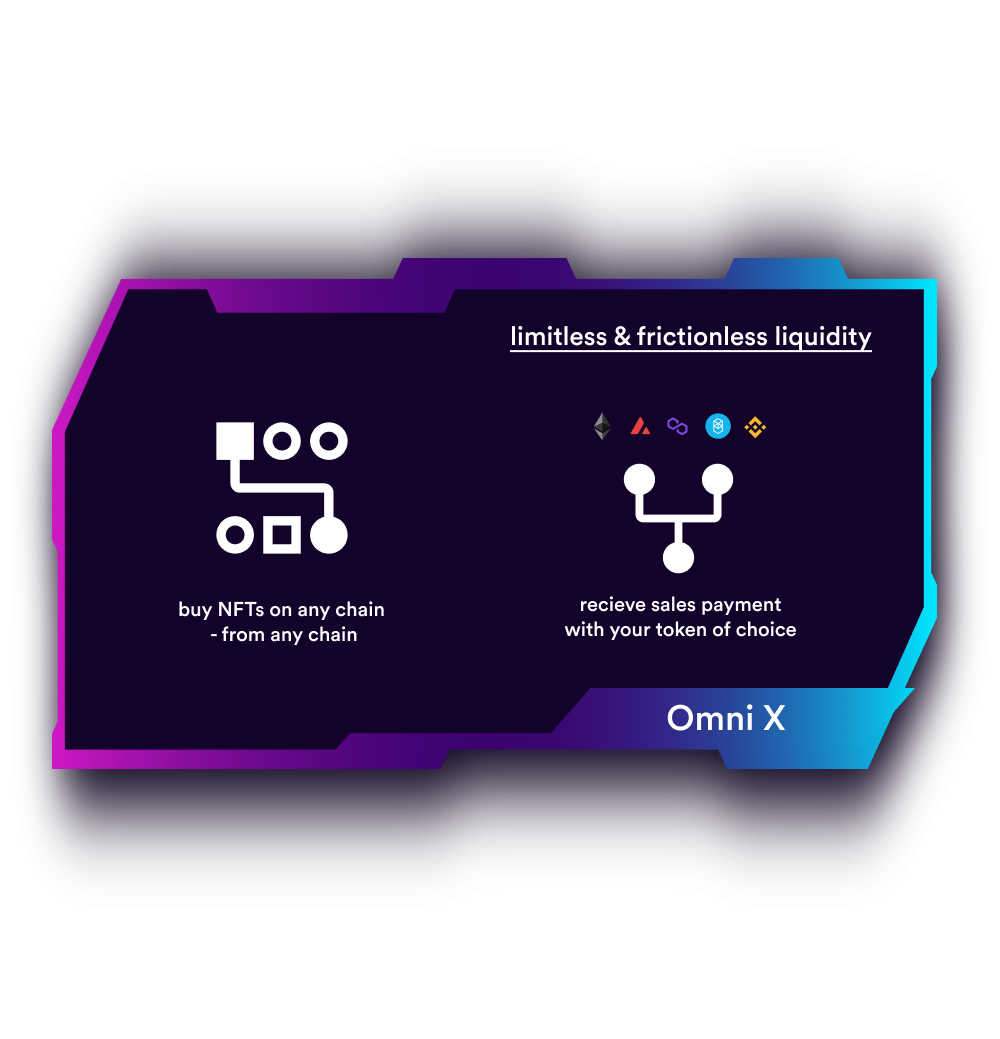 limitless & frictionless liquidity
buy NFTs on any chain
- from any chain
recieve sales payment
with your token of choice
Omni X